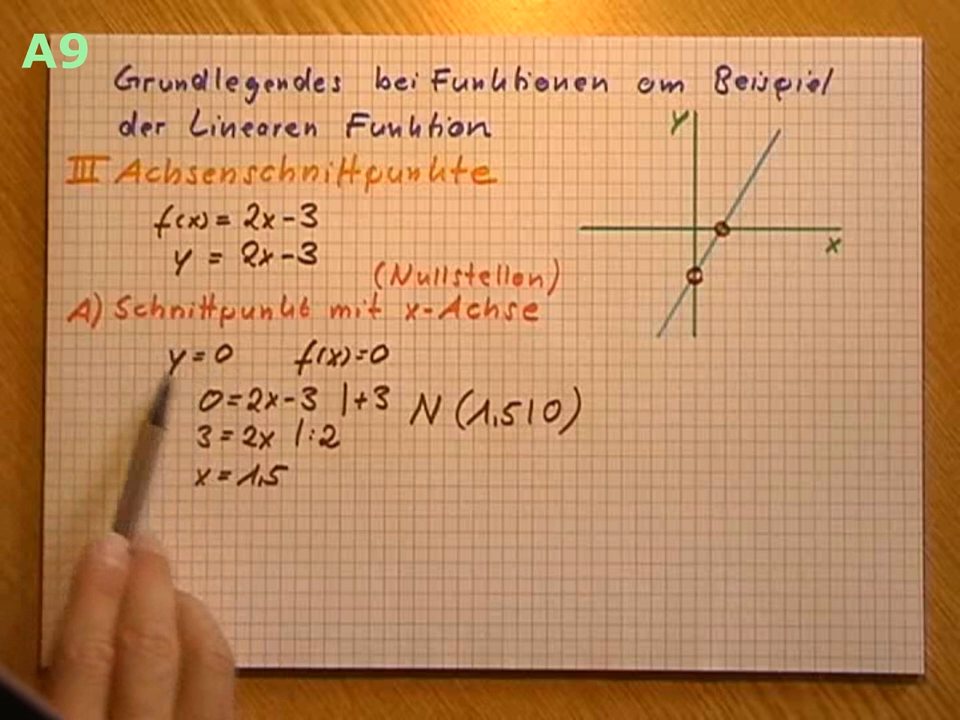 A9
Grundlegendes bei Funktionen am Beispiel
der Linearen Funktion
III Achsenschnittpunkte
f(x) = 2x-3
y = 2x-3
(Nullstellen)
A) Schnittpunkt mit x-Achse
y=0 f(x)=0
0=2x-3 |+3
3=2x |:2
x=1,5
N (1,5|0)
y
x